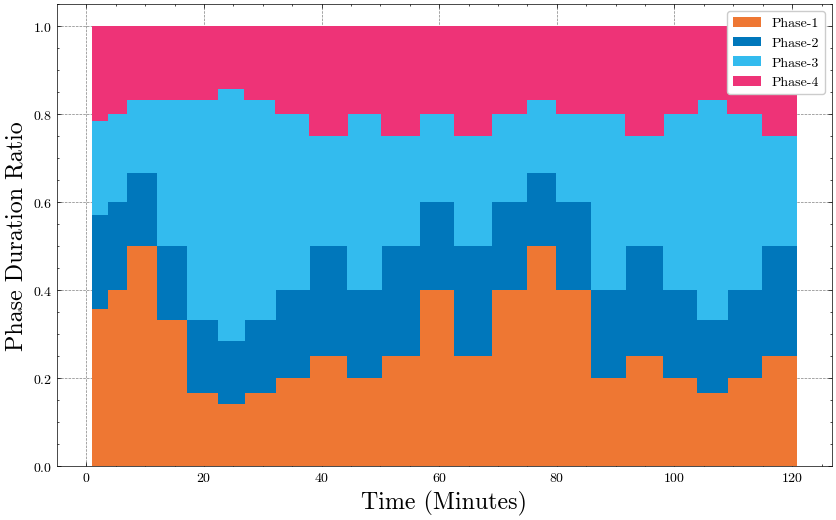 Phase Duration Ratio
1.0
0.8
0.6
0.4
0.2
0.0
Phase-1
Phase-2
Phase-3
Phase-4
0 20 40 60 80 100 120
Time (Minutes)